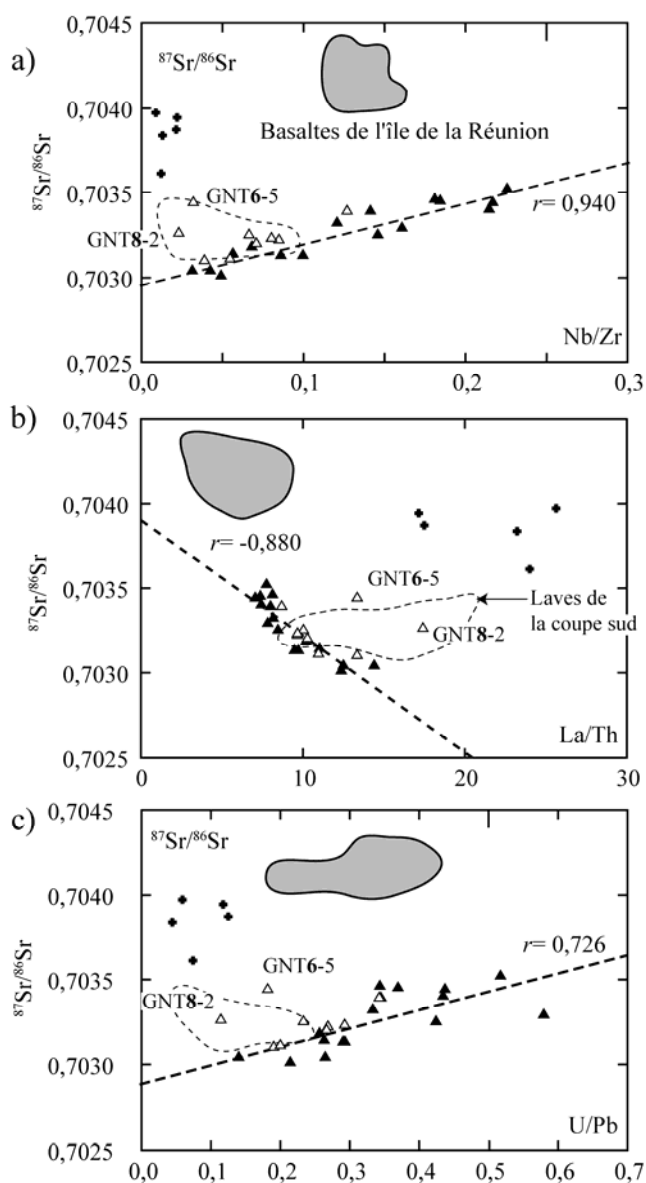 a)
0,7045
0,7040
0,7035
0,7030
0,7025
⁸⁷Sr/⁸⁶Sr
⁸⁷Sr/⁸⁶Sr
Basaltes de l'île de la Réunion
GNT6-5
GNT8-2
r= 0,940
Nb/Zr
0,0
0,1
0,2
0,3
b)
0,7045
0,7040
0,7035
0,7030
0,7025
⁸⁷Sr/⁸⁶Sr
r= -0,880
GNT6-5
GNT8-2
Laves de
la coupe sud
La/Th
0
10
20
30
c)
0,7045
0,7040
0,7035
0,7030
0,7025
⁸⁷Sr/⁸⁶Sr
⁸⁷Sr/⁸⁶Sr
GNT6-5
GNT8-2
r= 0,726
U/Pb
0,0
0,1
0,2
0,3
0,4
0,5
0,6
0,7